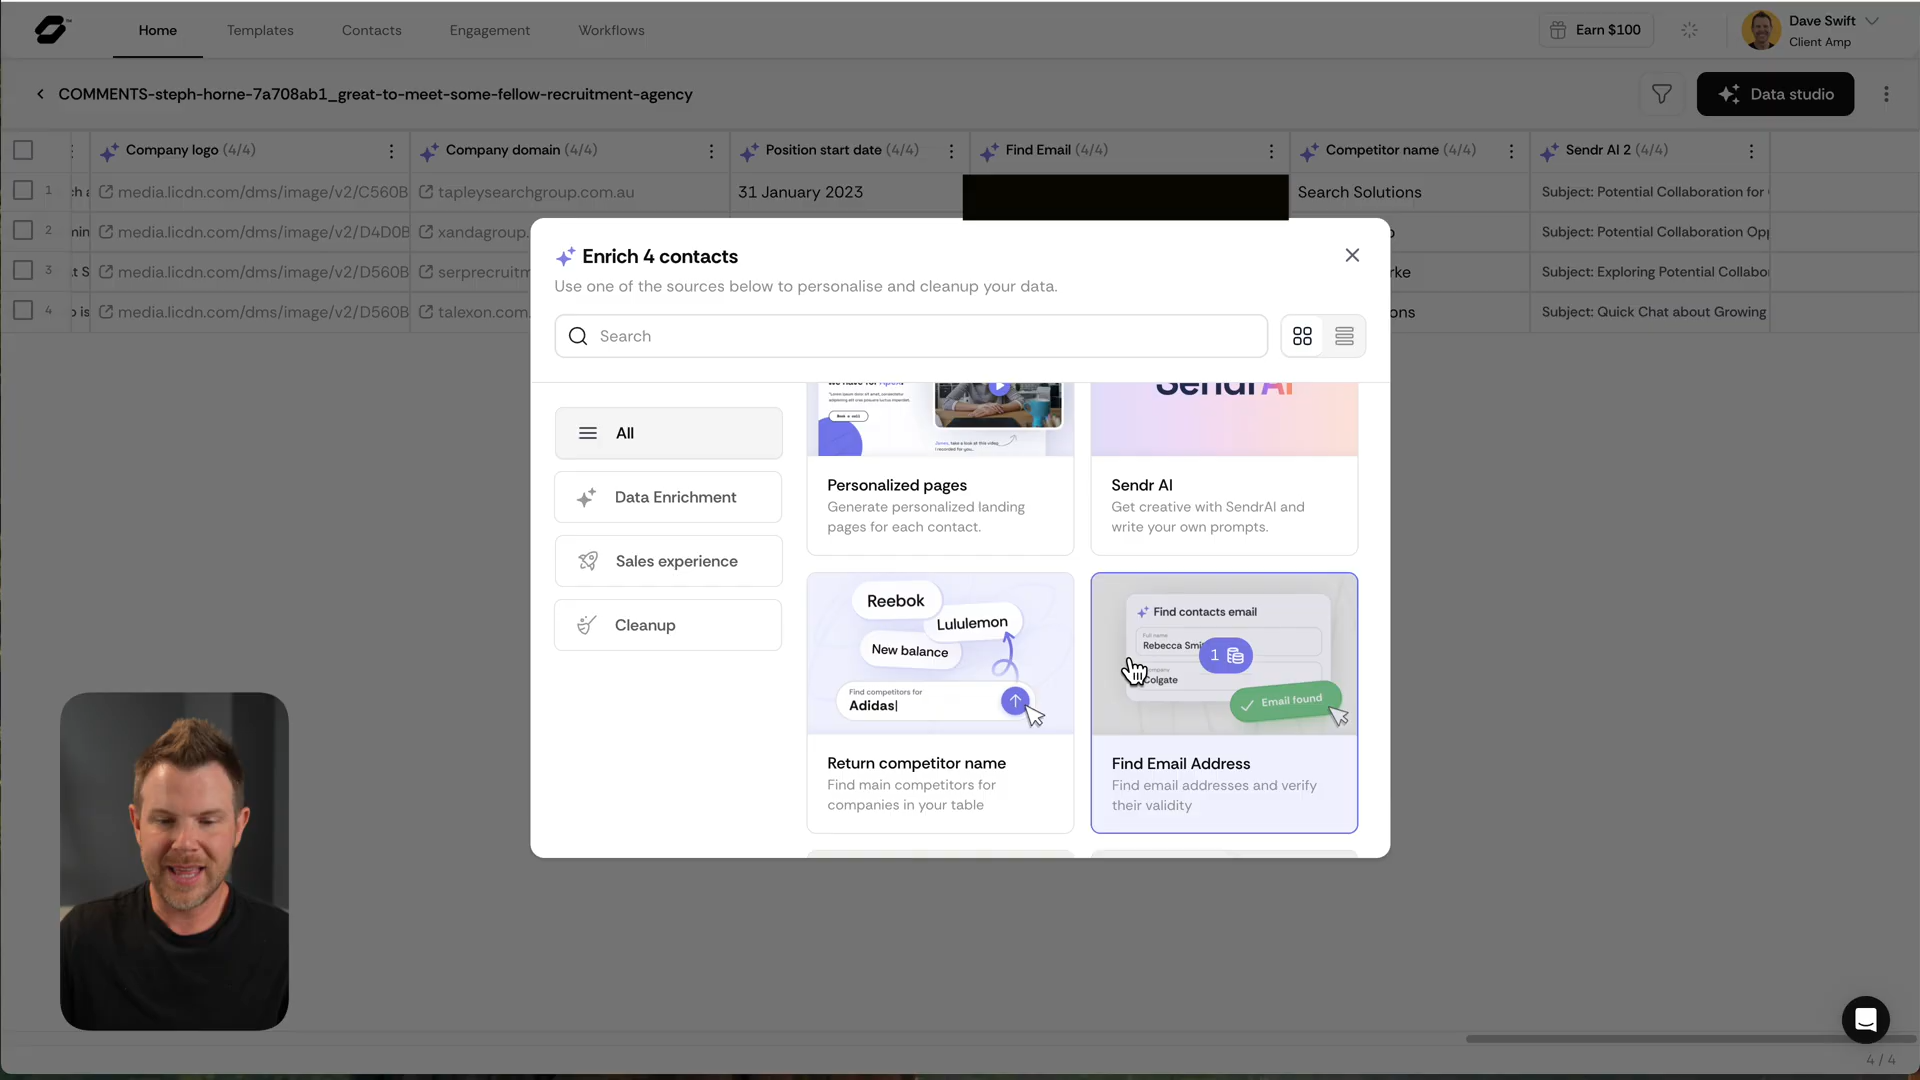 Home
Templates
Contacts
Engagement
Workflows
Earn $100
Dave Swift
Client Amp
COMMENTS-steph-horne-7a708ab1_great-to-meet-some-fellow-recruitment-agency
Data studio
Company logo (4/4)
Company domain (4/4)
Position start date (4/4)
Find Email (4/4)
Competitor name (4/4)
Sendr AI 2 (4/4)
1
media.licdn.com/dms/image/v2/C560B
tapleysearchgroup.com.au
31 January 2023
Search Solutions
Subject: Potential Collaboration for
2
media.licdn.com/dms/image/v2/D4D0B
xandagroup.
Subject: Potential Collaboration Opp
3
media.licdn.com/dms/image/v2/D560B
serprecruitm
rke
Subject: Exploring Potential Collabo
4
media.licdn.com/dms/image/v2/D560B
talexon.com.
ons
Subject: Quick Chat about Growing
Enrich 4 contacts
Use one of the sources below to personalise and cleanup your data.
Search
All
Data Enrichment
Sales experience
Cleanup
Book a call
Sendr AI
Personalized pages
Generate personalized landing
pages for each contact.
Sendr AI
Get creative with SendrAI and
write your own prompts.
Reebok
Lululemon
New balance
Find competitors for
Adidas
Return competitor name
Find main competitors for
companies in your table
Find contacts email
Full name
Rebecca Smi
1
Colgate
Email found
Find Email Address
Find email addresses and verify
their validity
4 / 4